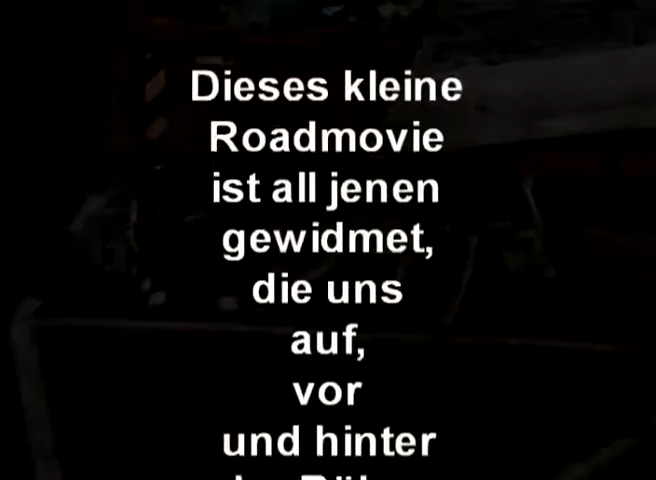 Dieses kleine
Roadmovie
ist all jenen
gewidmet,
die uns
auf,
vor
und hinter